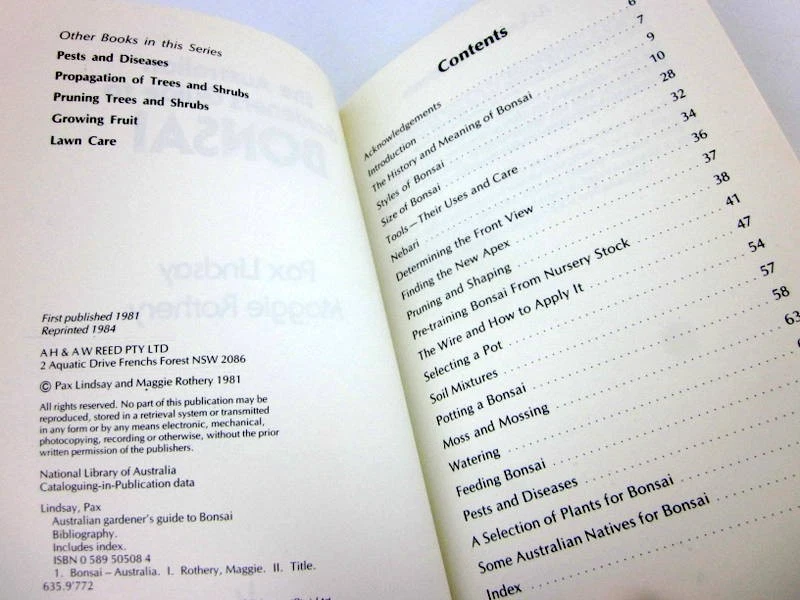 Other Books in this Series
Pests and Diseases
Propagation of Trees and Shrubs
Pruning Trees and Shrubs
Growing Fruit
Lawn Care
First published 1981
Reprinted 1984
A H & A W REED PTY LTD
2 Aquatic Drive Frenchs Forest NSW 2086
© Pax Lindsay and Maggie Rothery 1981
All rights reserved. No part of this publication may be
reproduced, stored in a retrieval system or transmitted
in any form or by any means electronic, mechanical,
photocopying, recording or otherwise, without the prior
written permission of the publishers.
National Library of Australia
Cataloguing-in-Publication data
Lindsay, Pax
Australian gardener's guide to Bonsai
Bibliography.
Includes index.
ISBN 0 589 50508 4
1. Bonsai – Australia. I. Rothery, Maggie. II. Title.
635.9'772
Contents
Acknowledgements 6
Introduction 7
The History and Meaning of Bonsai 9
Styles of Bonsai 10
Size of Bonsai 28
Tools—Their Uses and Care 32
Nebari 34
Determining the Front View 36
Finding the New Apex 37
Pruning and Shaping 38
Pre-training Bonsai From Nursery Stock 41
The Wire and How to Apply It 47
Selecting a Pot 54
Soil Mixtures 57
Potting a Bonsai 58
Moss and Mossing 63
Watering
Feeding Bonsai
Pests and Diseases
A Selection of Plants for Bonsai
Some Australian Natives for Bonsai
Index